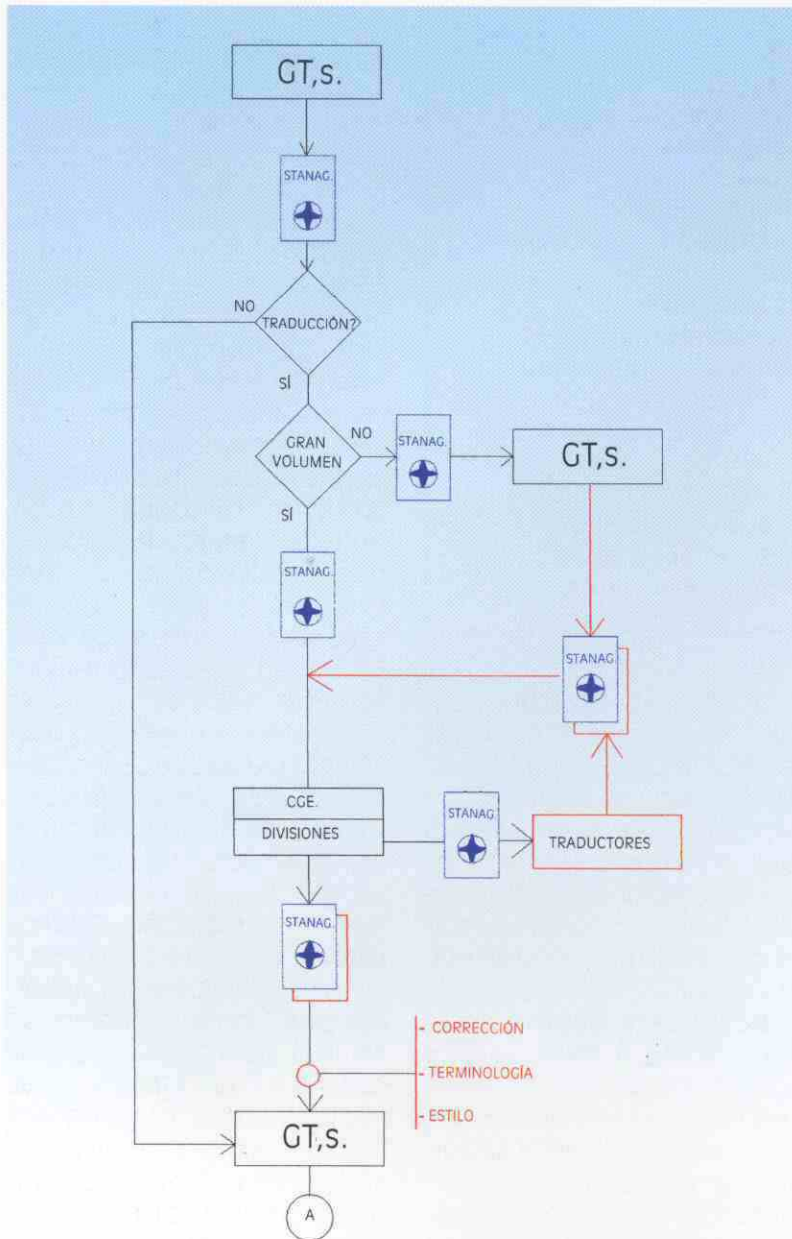 GT,s.
STANAG.
NO
TRADUCCIÓN?
SÍ
GRAN
VOLUMEN
NO
STANAG.
GT,s.
SÍ
STANAG.
STANAG.
CGE.
DIVISIONES
STANAG
TRADUCTORES
STANAG.
- CORRECCIÓN
- TERMINOLOGÍA
- ESTILO
GT,s.
A